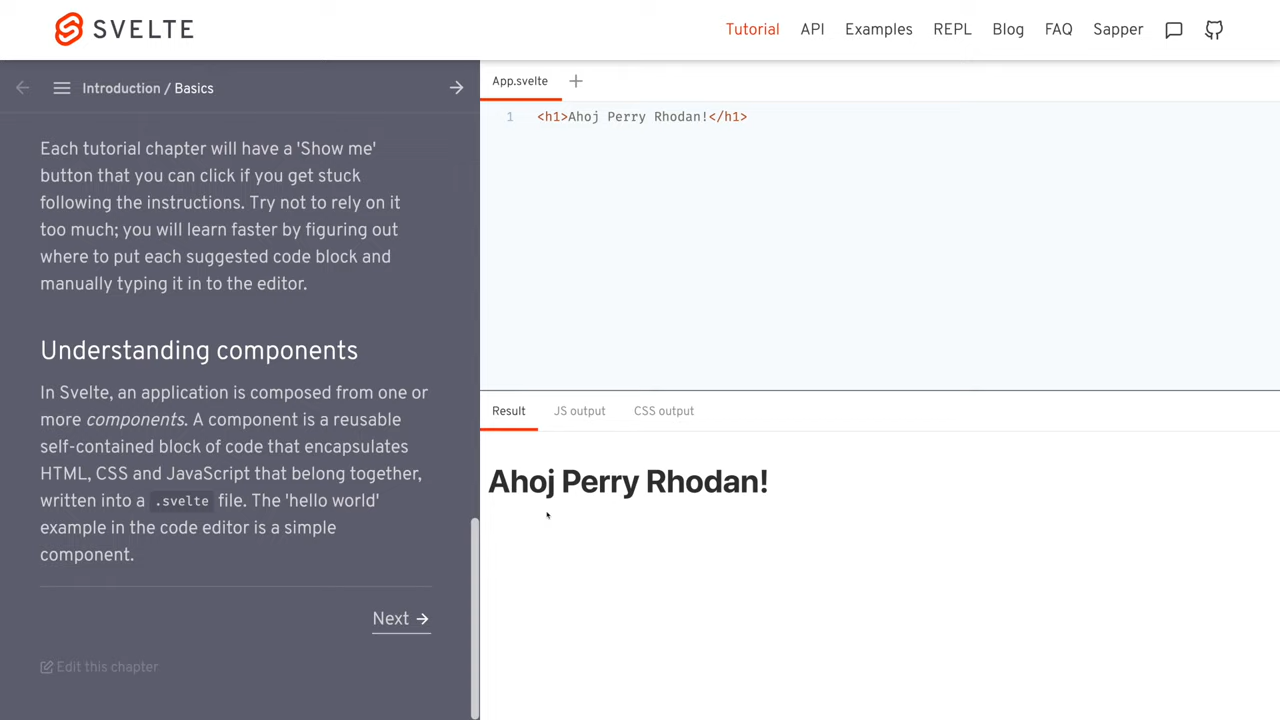 SVELTE
Tutorial API Examples REPL Blog FAQ Sapper
Introduction / Basics
Each tutorial chapter will have a 'Show me'
button that you can click if you get stuck
following the instructions. Try not to rely on it
too much; you will learn faster by figuring out
where to put each suggested code block and
manually typing it in to the editor.
Understanding components
In Svelte, an application is composed from one or
more components. A component is a reusable
self-contained block of code that encapsulates
HTML, CSS and JavaScript that belong together,
written into a .svelte file. The 'hello world'
example in the code editor is a simple
component.
Next →
Edit this chapter
App.svelte +
1 <h1>Ahoj Perry Rhodan!</h1>
Result JS output CSS output
Ahoj Perry Rhodan!